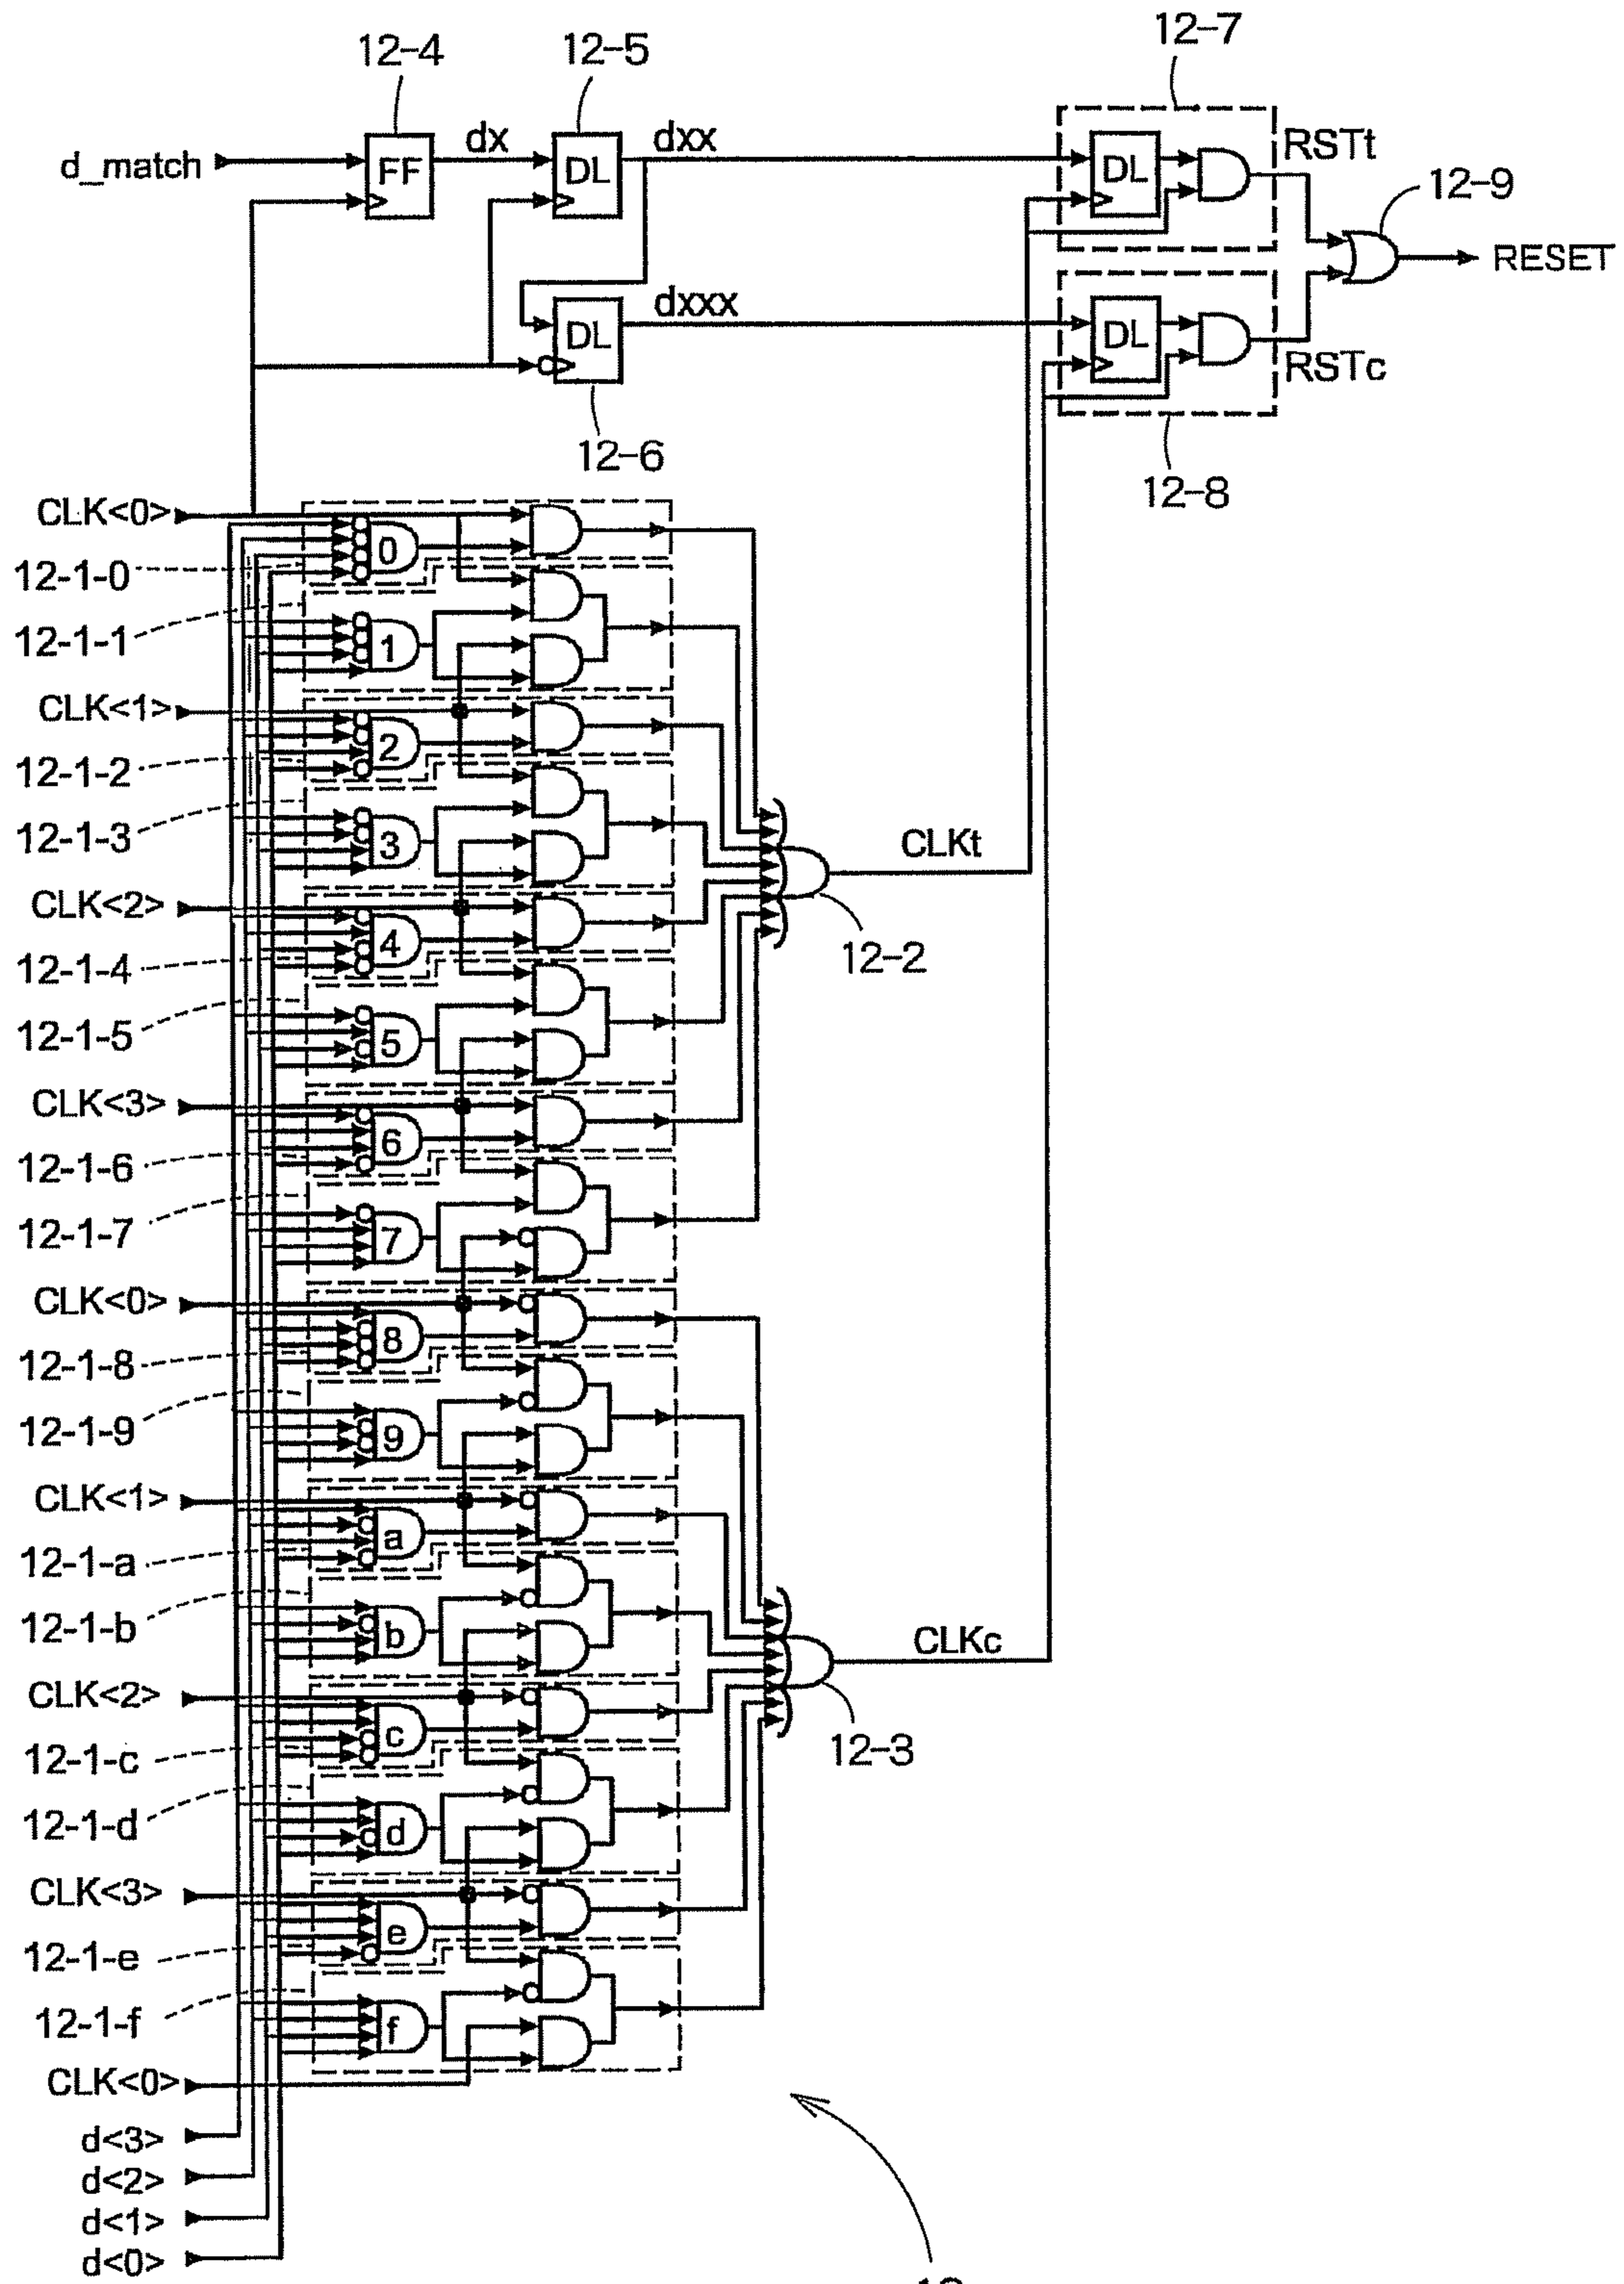 12-4
12-5
12-7
d_match
FF
dx
DL
dxx
DL
RSTt
12-9
RESET
DL
dxxx
DL
RSTc
12-6
12-8
CLK<0>
0
12-1-0
12-1-1
1
CLK<1>
2
12-1-2
12-1-3
3
CLKt
CLK<2>
4
12-2
12-1-4
12-1-5
5
CLK<3>
6
12-1-6
12-1-7
7
CLK<0>
8
12-1-8
12-1-9
9
CLK<1>
a
12-1-a
12-1-b
b
CLKc
CLK<2>
c
12-3
12-1-c
12-1-d
d
CLK<3>
e
12-1-e
12-1-f
f
CLK<0>
d<3>
d<2>
d<1>
d<0>